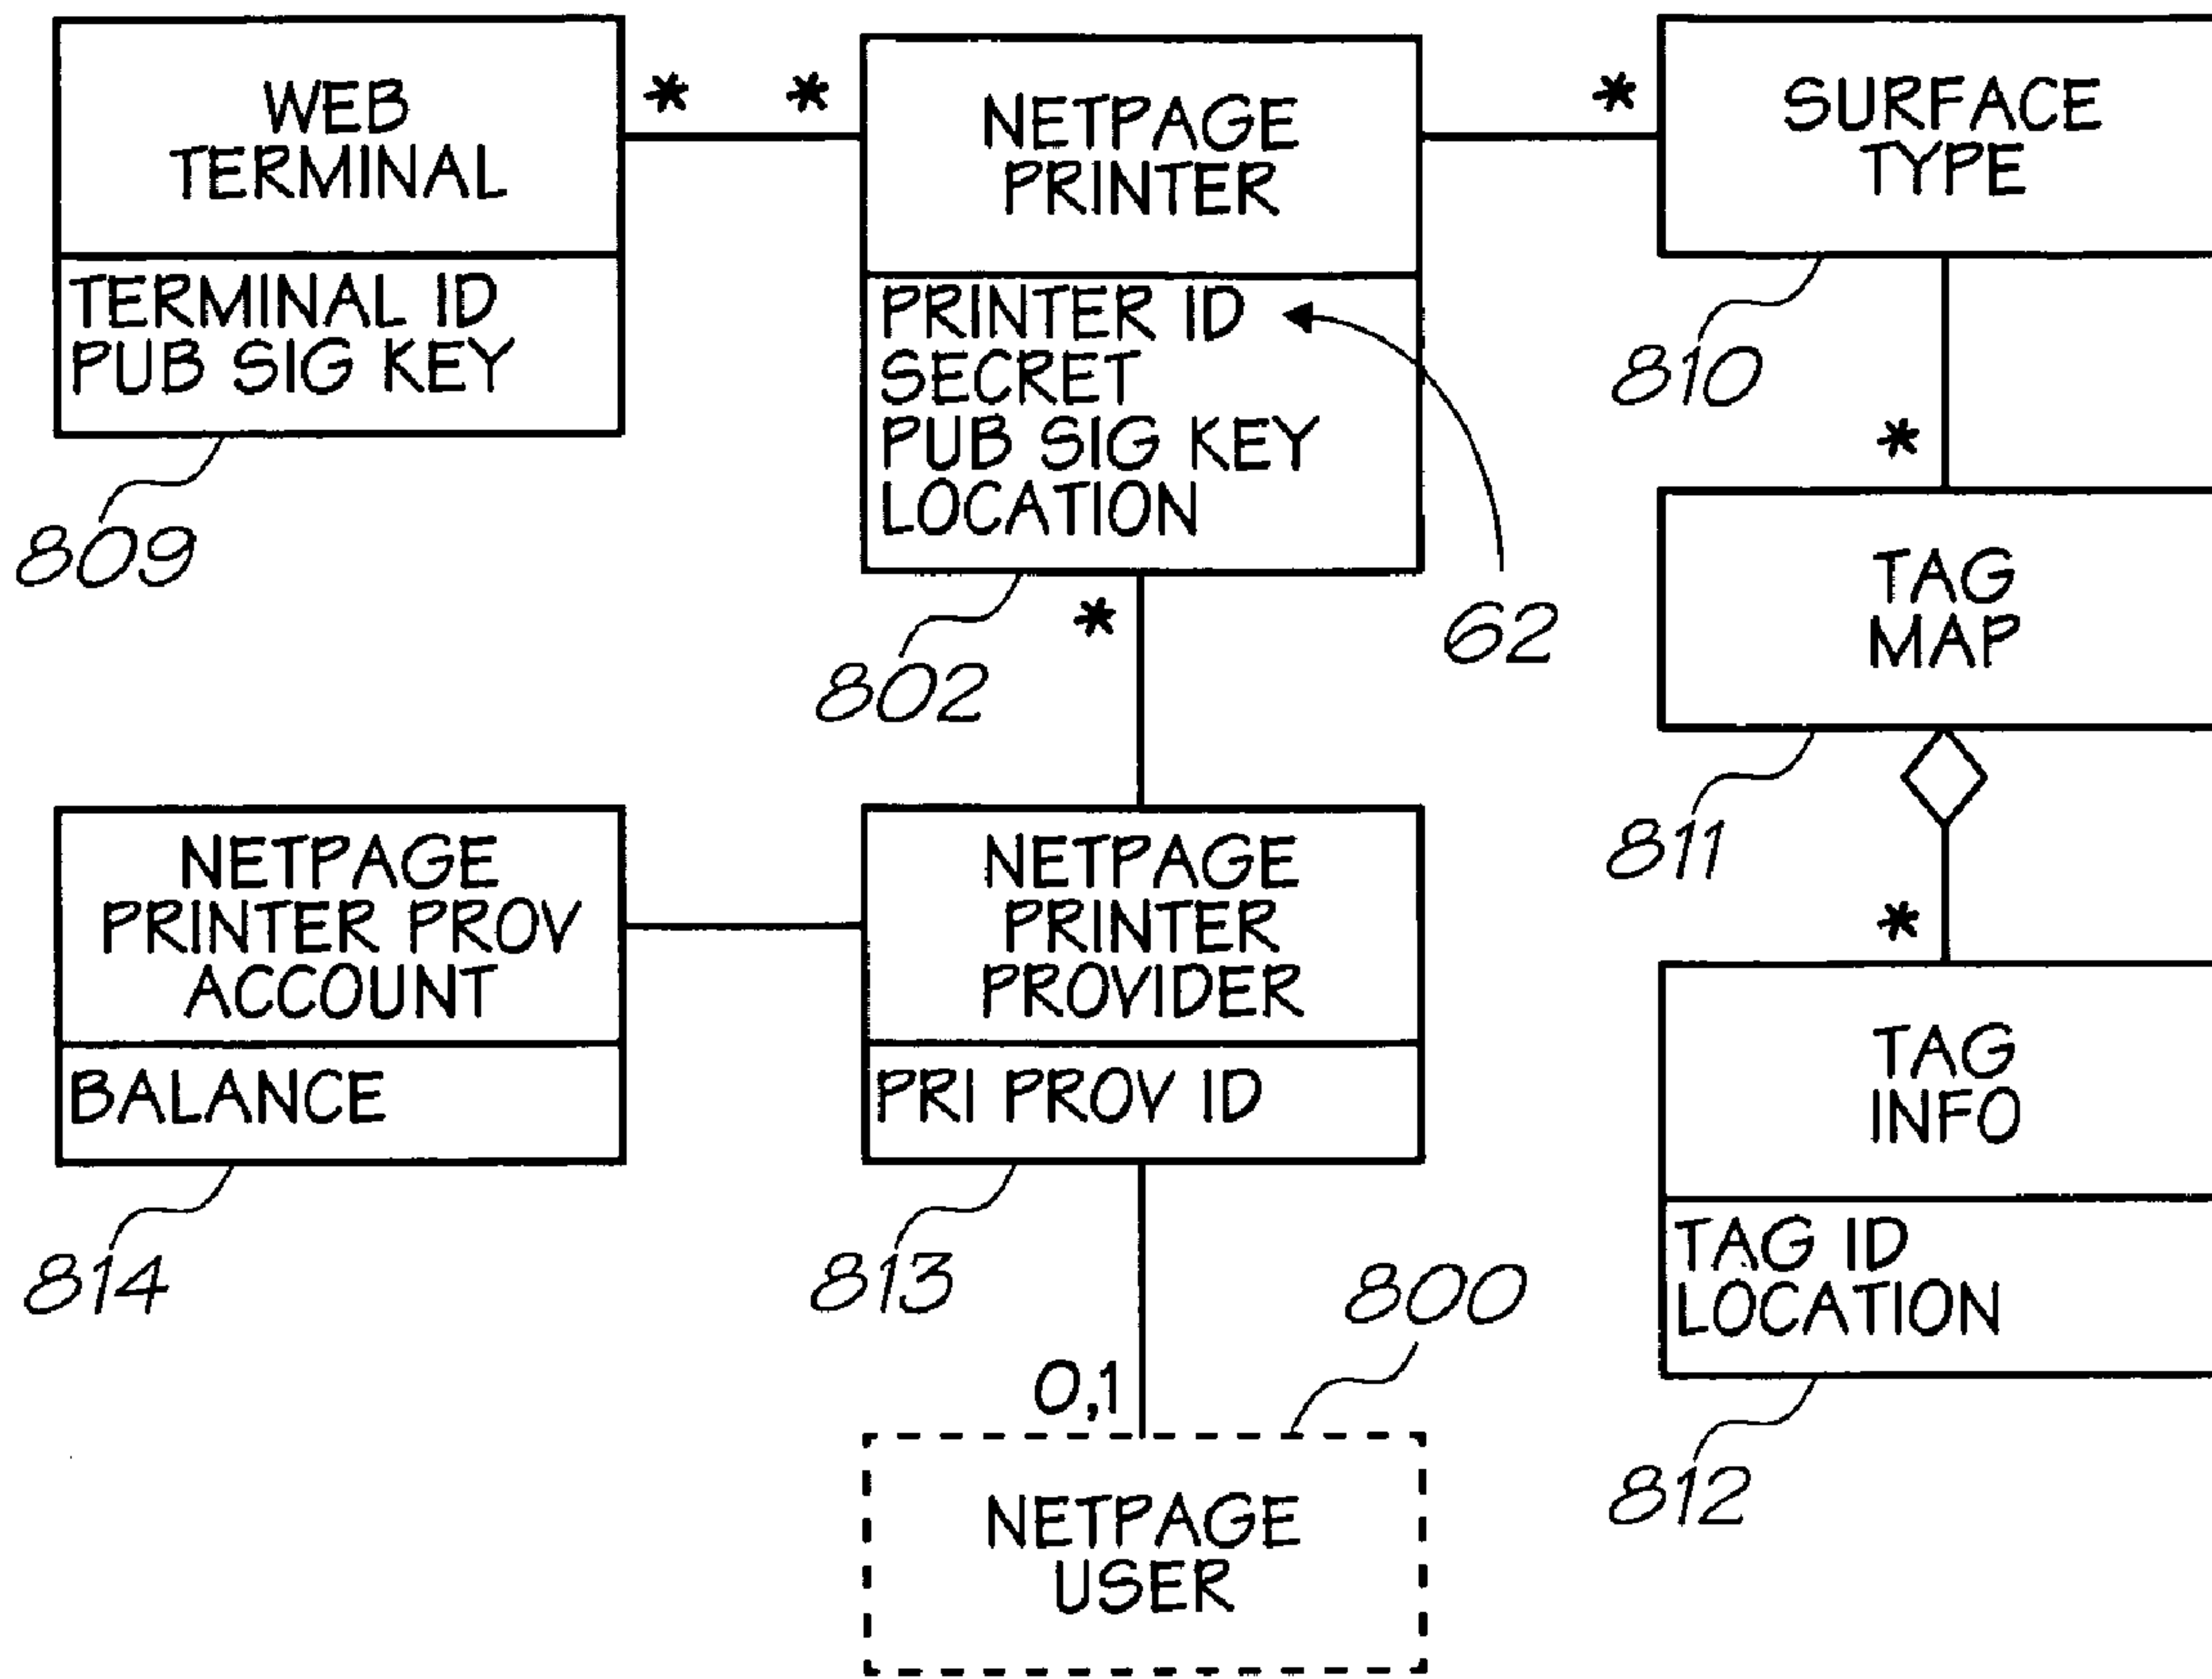 WEB
TERMINAL
TERMINAL ID
PUB SIG KEY
809
*
*
NETPAGE
PRINTER
PRINTER ID
SECRET
PUB SIG KEY
LOCATION
62
802
*
*
SURFACE
TYPE
810
*
TAG
MAP
811
*
TAG
INFO
TAG ID
LOCATION
812
NETPAGE
PRINTER PROV
ACCOUNT
BALANCE
814
NETPAGE
PRINTER
PROVIDER
PRI PROV ID
813
0,1
800
NETPAGE
USER